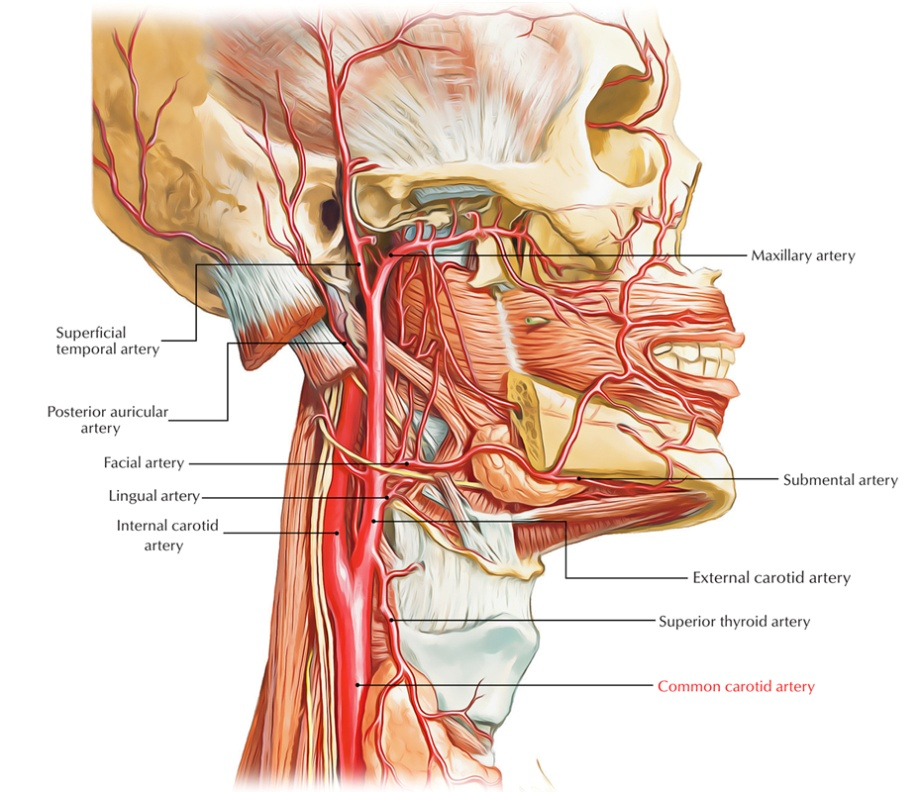 Maxillary artery
Superficial
temporal artery
Posterior auricular
artery
Facial artery
Submental artery
Lingual artery
Internal carotid
artery
External carotid artery
Superior thyroid artery
Common carotid artery